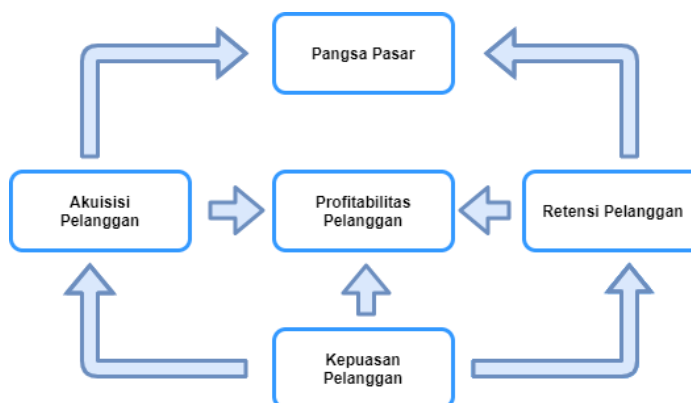 Pangsa Pasar
Akuisisi
Pelanggan
Profitabilitas
Pelanggan
Retensi Pelanggan
Kepuasan
Pelanggan